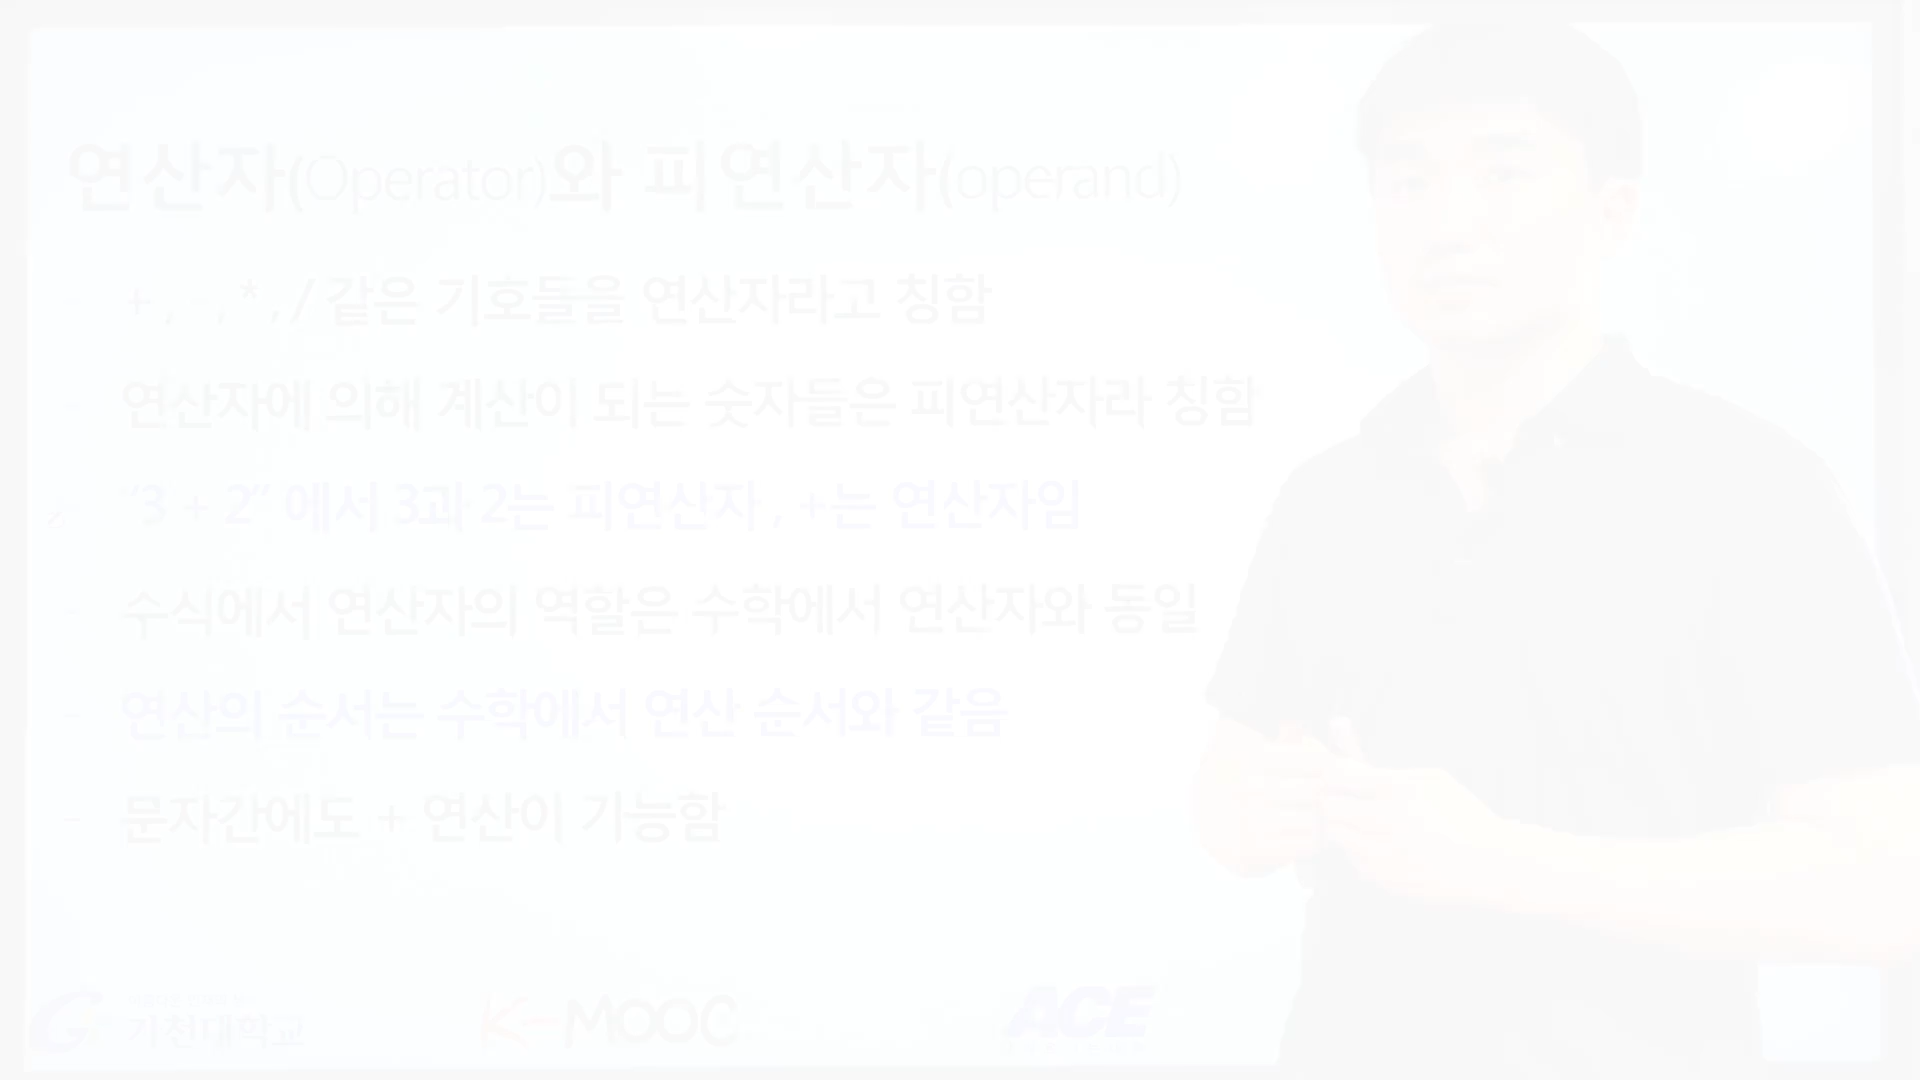 연산자(Operator)와 피연산자(operand)
- +, -, *, / 같은 기호들을 연산자라고 칭함
- 연산자에 의해 계산이 되는 숫자들은 피연산자라 칭함
- ‘3 + 2” 에서 3과 2는 피연산자 , +는 연산자임
- 수식에서 연산자의 역할은 수학에서 연산자와 동일
- 연산의 순서는 수학에서 연산 순서와 같음
- 문자간에도 + 연산이 가능함
가천대학교 K-MOOC ACE